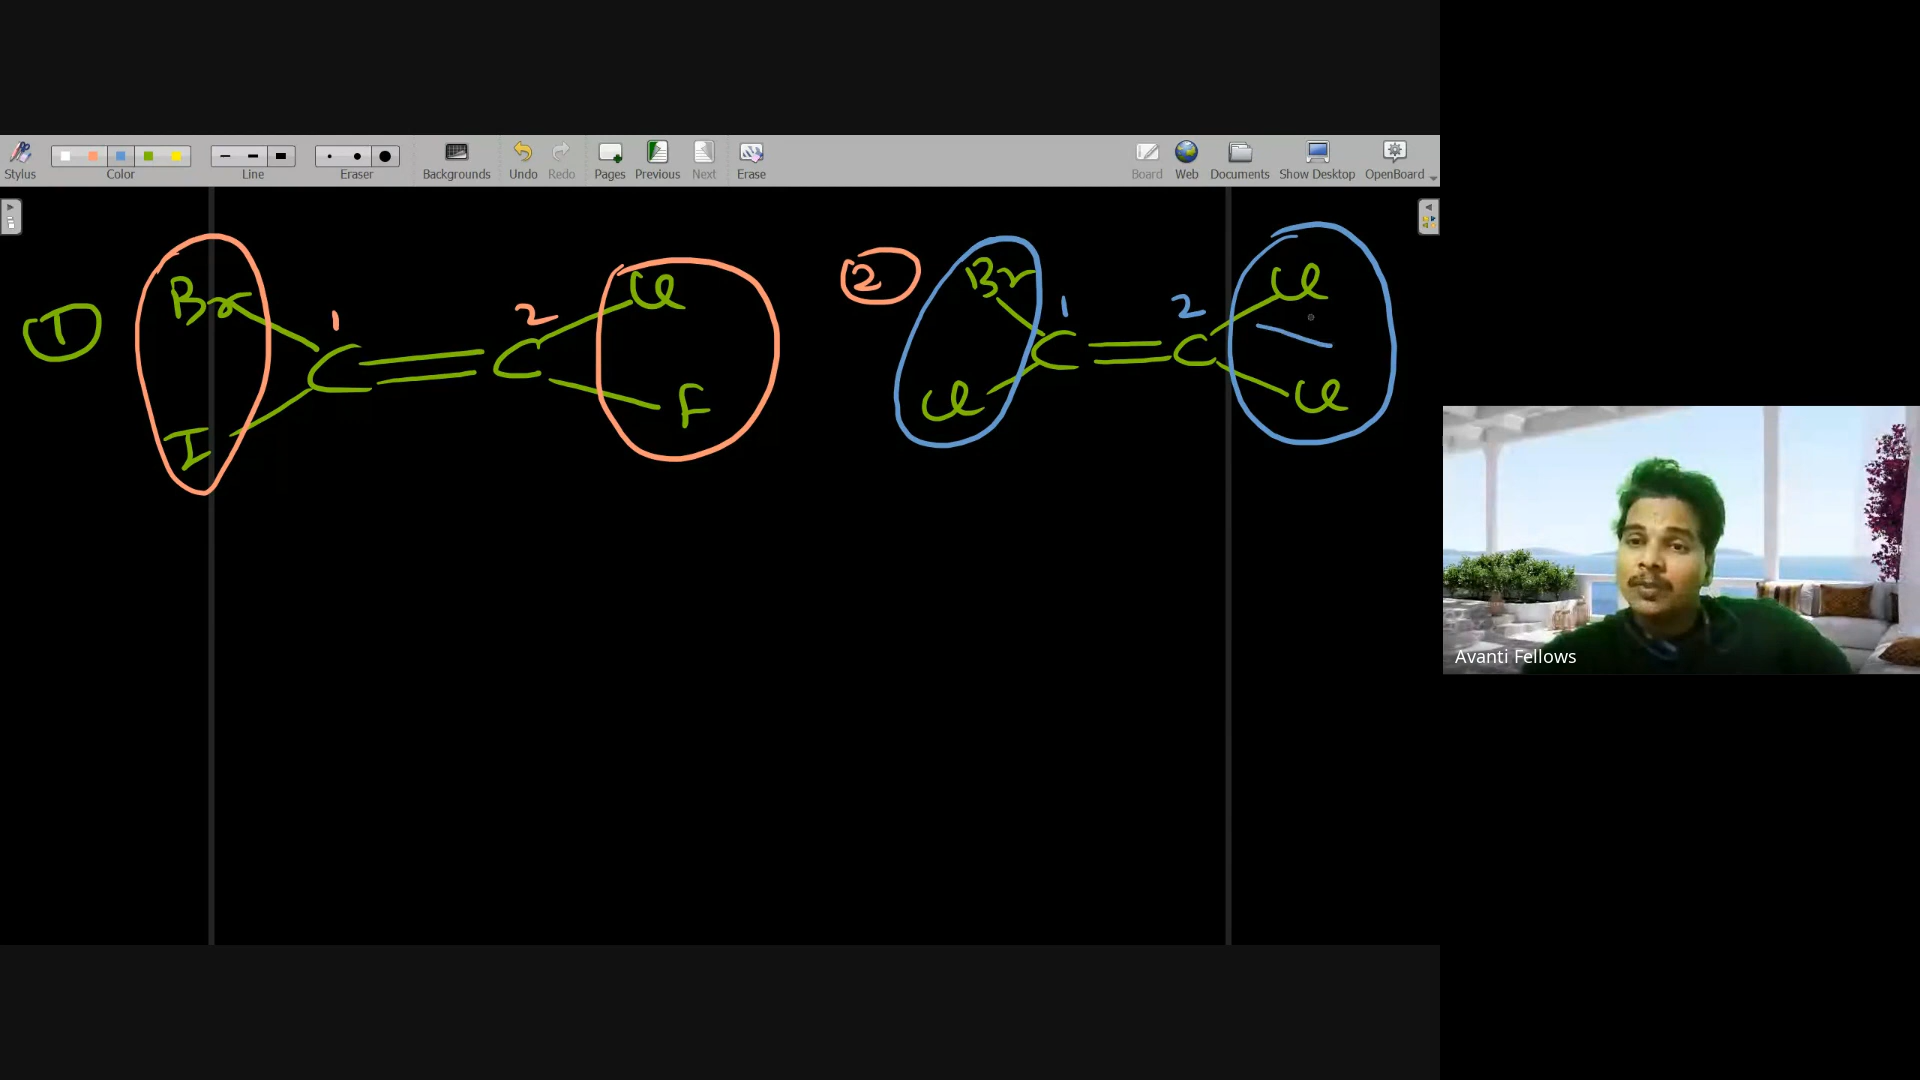 Stylus Color Line Eraser Backgrounds Undo Redo Pages Previous Next Erase Board Web Documents Show Desktop OpenBoard
1 Br I C 1 = C 2 Cl F
2 Br Cl C 1 = C 2 Cl Cl
Avanti Fellows